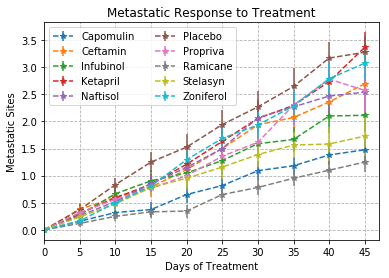 Metastatic Response to Treatment
Metastatic Sites
3.5
3.0
2.5
2.0
1.5
1.0
0.5
0.0
Capomulin
Ceftamin
Infubinol
Ketapril
Naftisol
Placebo
Propriva
Ramicane
Stelasyn
Zoniferol
0 5 10 15 20 25 30 35 40 45
Days of Treatment